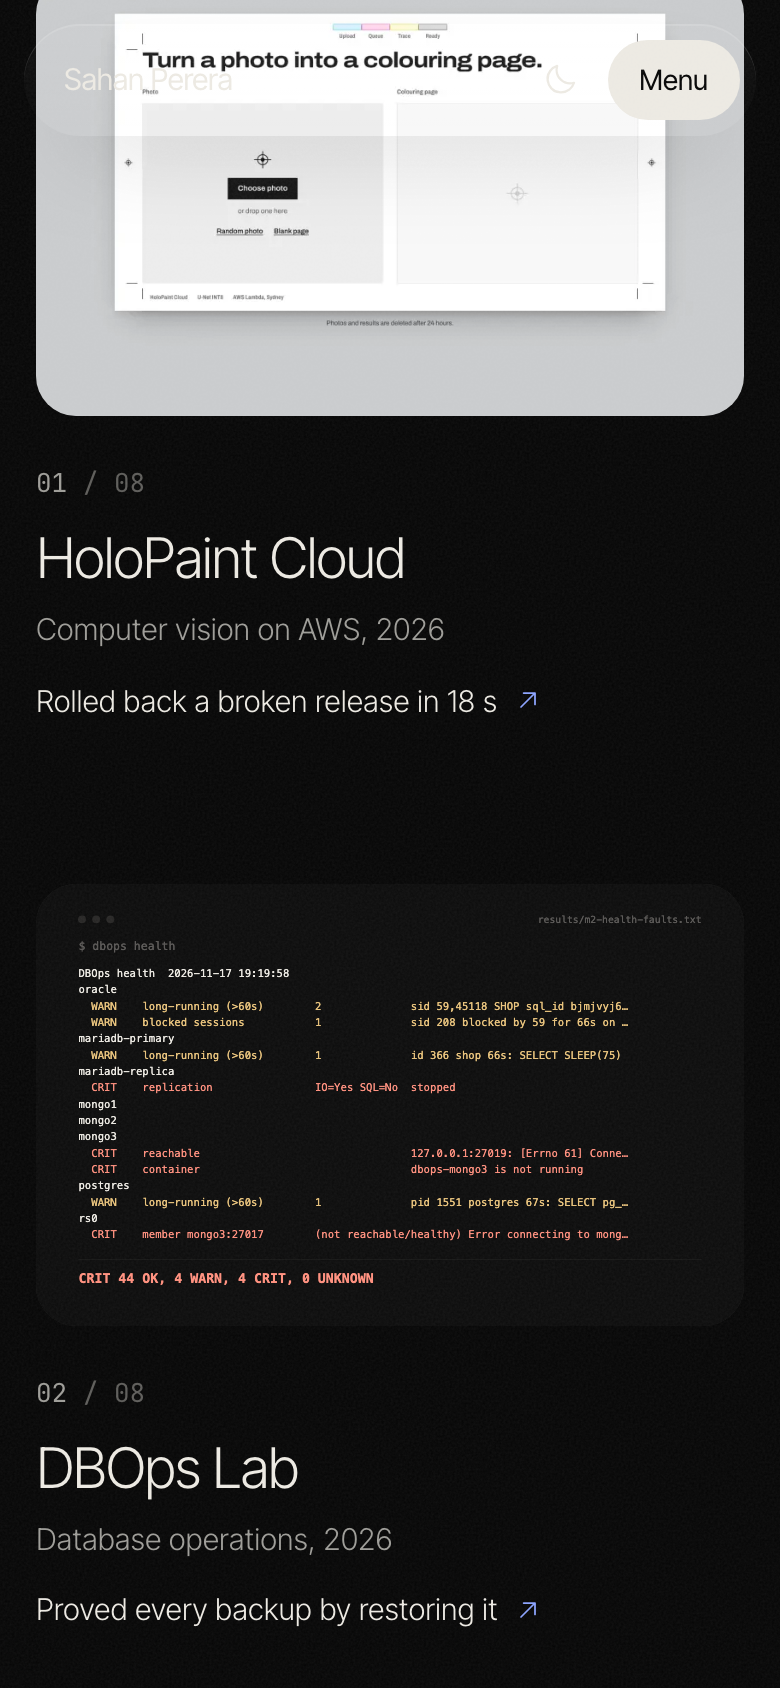 Upload Queue Trace Ready
Turn a photo into a colouring page.
Sahan Perera
Menu
Photo
Colouring page
Choose photo
or drop one here.
Random photo Blank page
HoloPaint Cloud U-Net INT8 AWS Lambda, Sydney
Photos and results are deleted after 24 hours.
01 / 08
HoloPaint Cloud
Computer vision on AWS, 2026
Rolled back a broken release in 18 s
results/m2-health-faults.txt
$ dbops health
DBOps health 2026-11-17 19:19:58
oracle
WARN long-running (>60s) 2 sid 59,45118 SHOP sql_id bjmjvyj6…
WARN blocked sessions 1 sid 208 blocked by 59 for 66s on …
mariadb-primary
WARN long-running (>60s) 1 id 366 shop 66s: SELECT SLEEP(75)
mariadb-replica
CRIT replication IO=Yes SQL=No stopped
mongo1
mongo2
mongo3
CRIT reachable 127.0.0.1:27019: [Errno 61] Conne…
CRIT container dbops-mongo3 is not running
postgres
WARN long-running (>60s) 1 pid 1551 postgres 67s: SELECT pg_…
rs0
CRIT member mongo3:27017 (not reachable/healthy) Error connecting to mong…
CRIT 44 OK, 4 WARN, 4 CRIT, 0 UNKNOWN
02 / 08
DBOps Lab
Database operations, 2026
Proved every backup by restoring it